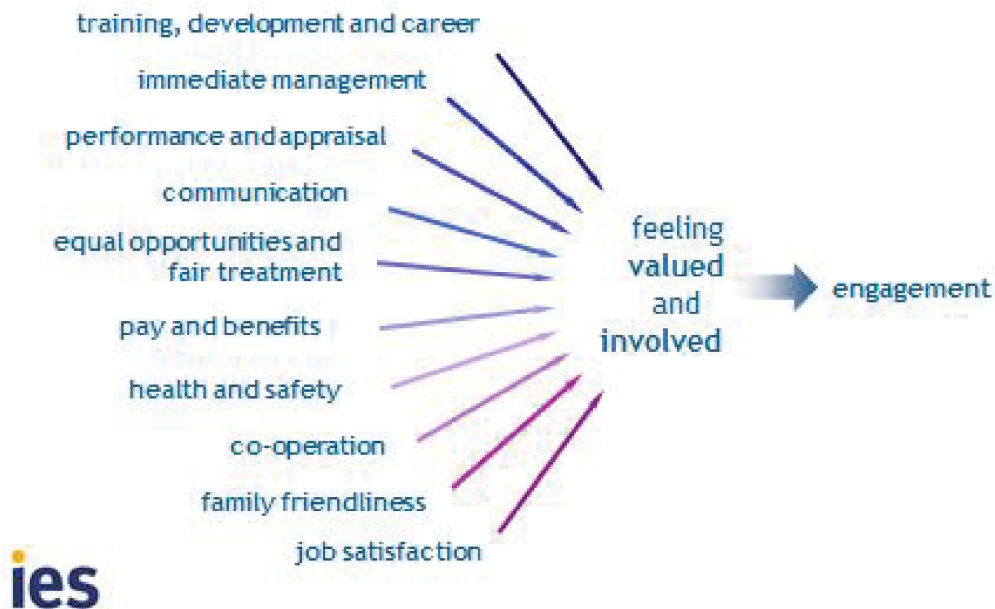 training, development and career
immediate management
performance and appraisal
communication
equal opportunities and
fair treatment
pay and benefits
health and safety
co-operation
family friendliness
job satisfaction
feeling
valued
and
involved
engagement
ies